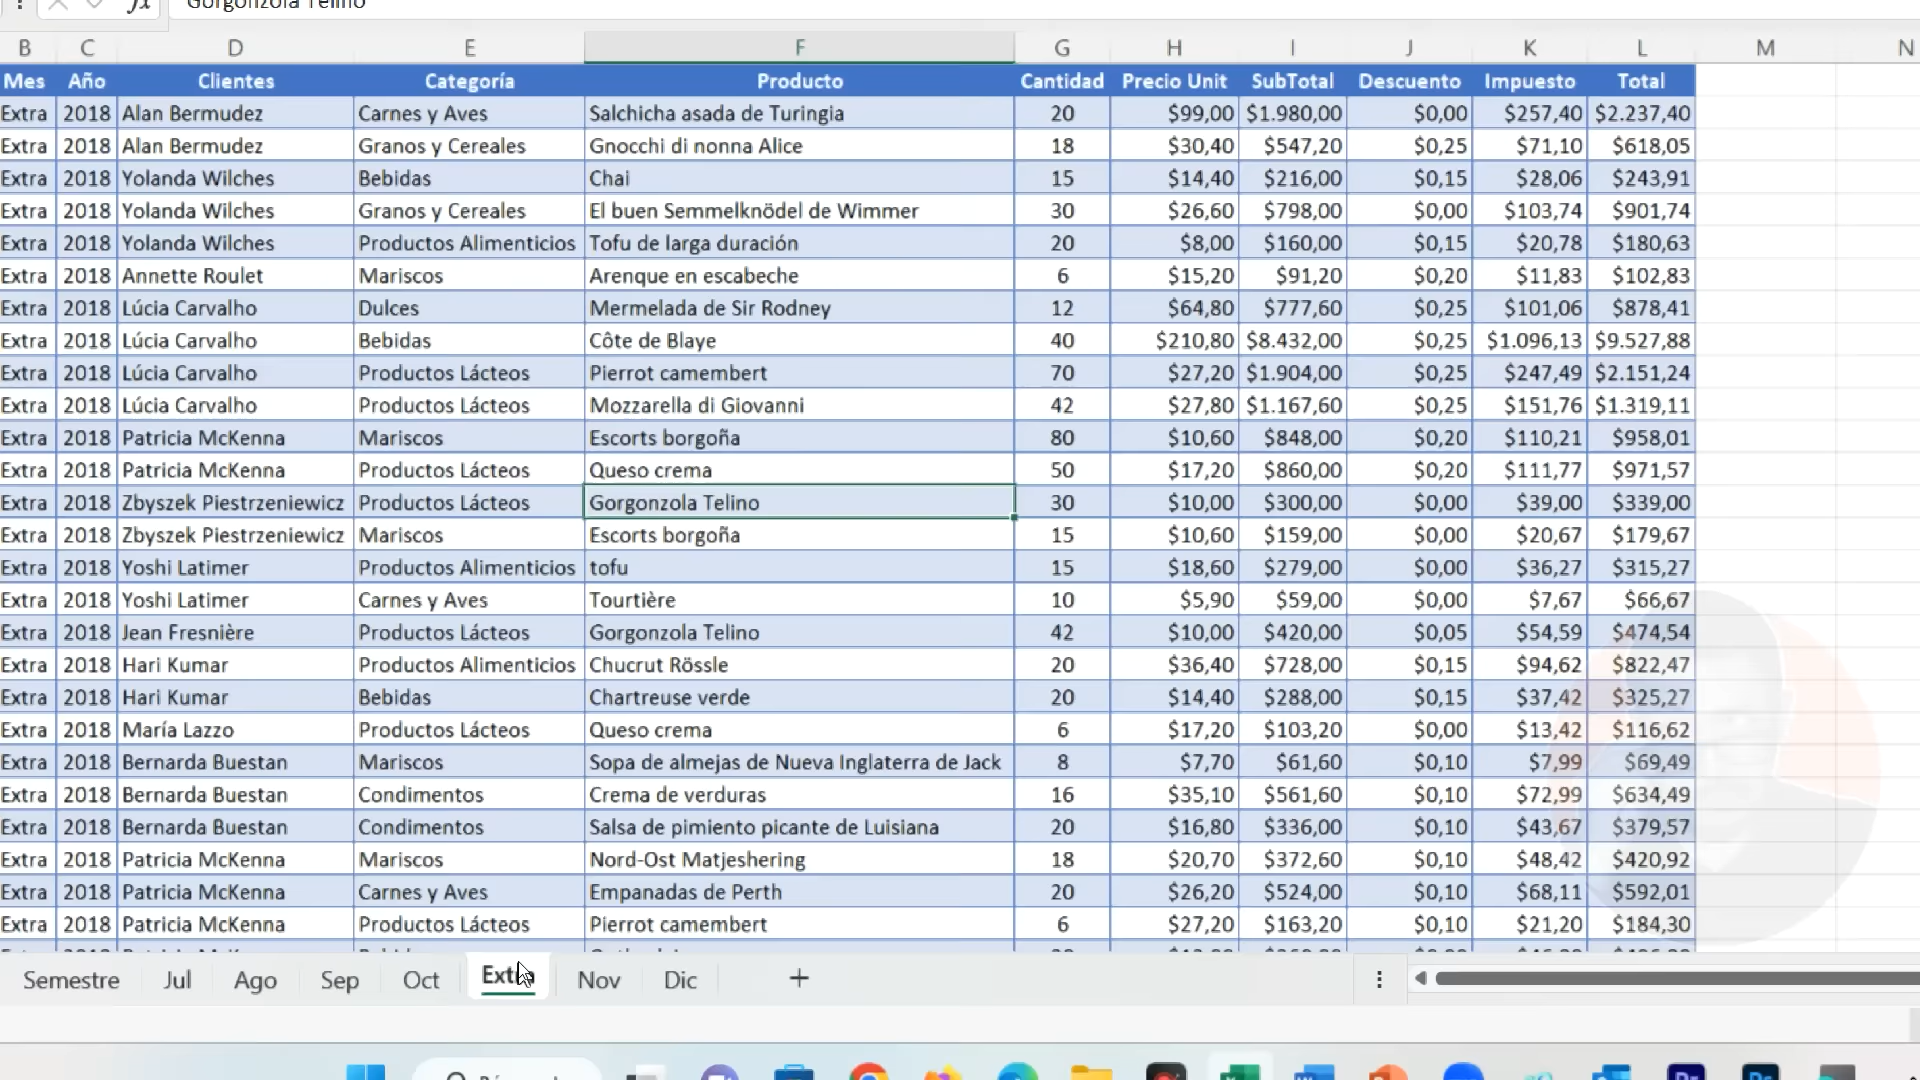 Gorgonzola Telino
B C D E F G H I J K L M N
Mes Año Clientes Categoría Producto Cantidad Precio Unit SubTotal Descuento Impuesto Total
Extra 2018 Alan Bermudez Carnes y Aves Salchicha asada de Turingia 20 $99,00 $1.980,00 $0,00 $257,40 $2.237,40
Extra 2018 Alan Bermudez Granos y Cereales Gnocchi di nonna Alice 18 $30,40 $547,20 $0,25 $71,10 $618,05
Extra 2018 Yolanda Wilches Bebidas Chai 15 $14,40 $216,00 $0,15 $28,06 $243,91
Extra 2018 Yolanda Wilches Granos y Cereales El buen Semmelknödel de Wimmer 30 $26,60 $798,00 $0,00 $103,74 $901,74
Extra 2018 Yolanda Wilches Productos Alimenticios Tofu de larga duración 20 $8,00 $160,00 $0,15 $20,78 $180,63
Extra 2018 Annette Roulet Mariscos Arenque en escabeche 6 $15,20 $91,20 $0,20 $11,83 $102,83
Extra 2018 Lúcia Carvalho Dulces Mermelada de Sir Rodney 12 $64,80 $777,60 $0,25 $101,06 $878,41
Extra 2018 Lúcia Carvalho Bebidas Côte de Blaye 40 $210,80 $8.432,00 $0,25 $1.096,13 $9.527,88
Extra 2018 Lúcia Carvalho Productos Lácteos Pierrot camembert 70 $27,20 $1.904,00 $0,25 $247,49 $2.151,24
Extra 2018 Lúcia Carvalho Productos Lácteos Mozzarella di Giovanni 42 $27,80 $1.167,60 $0,25 $151,76 $1.319,11
Extra 2018 Patricia McKenna Mariscos Escorts borgoña 80 $10,60 $848,00 $0,20 $110,21 $958,01
Extra 2018 Patricia McKenna Productos Lácteos Queso crema 50 $17,20 $860,00 $0,20 $111,77 $971,57
Extra 2018 Zbyszek Piestrzeniewicz Productos Lácteos Gorgonzola Telino 30 $10,00 $300,00 $0,00 $39,00 $339,00
Extra 2018 Zbyszek Piestrzeniewicz Mariscos Escorts borgoña 15 $10,60 $159,00 $0,00 $20,67 $179,67
Extra 2018 Yoshi Latimer Productos Alimenticios tofu 15 $18,60 $279,00 $0,00 $36,27 $315,27
Extra 2018 Yoshi Latimer Carnes y Aves Tourtière 10 $5,90 $59,00 $0,00 $7,67 $66,67
Extra 2018 Jean Fresnière Productos Lácteos Gorgonzola Telino 42 $10,00 $420,00 $0,05 $54,59 $474,54
Extra 2018 Hari Kumar Productos Alimenticios Chucrut Rössle 20 $36,40 $728,00 $0,15 $94,62 $822,47
Extra 2018 Hari Kumar Bebidas Chartreuse verde 20 $14,40 $288,00 $0,15 $37,42 $325,27
Extra 2018 María Lazzo Productos Lácteos Queso crema 6 $17,20 $103,20 $0,00 $13,42 $116,62
Extra 2018 Bernarda Buestan Mariscos Sopa de almejas de Nueva Inglaterra de Jack 8 $7,70 $61,60 $0,10 $7,99 $69,49
Extra 2018 Bernarda Buestan Condimentos Crema de verduras 16 $35,10 $561,60 $0,10 $72,99 $634,49
Extra 2018 Bernarda Buestan Condimentos Salsa de pimiento picante de Luisiana 20 $16,80 $336,00 $0,10 $43,67 $379,57
Extra 2018 Patricia McKenna Mariscos Nord-Ost Matjeshering 18 $20,70 $372,60 $0,10 $48,42 $420,92
Extra 2018 Patricia McKenna Carnes y Aves Empanadas de Perth 20 $26,20 $524,00 $0,10 $68,11 $592,01
Extra 2018 Patricia McKenna Productos Lácteos Pierrot camembert 6 $27,20 $163,20 $0,10 $21,20 $184,30
Semestre Jul Ago Sep Oct Extra Nov Dic +